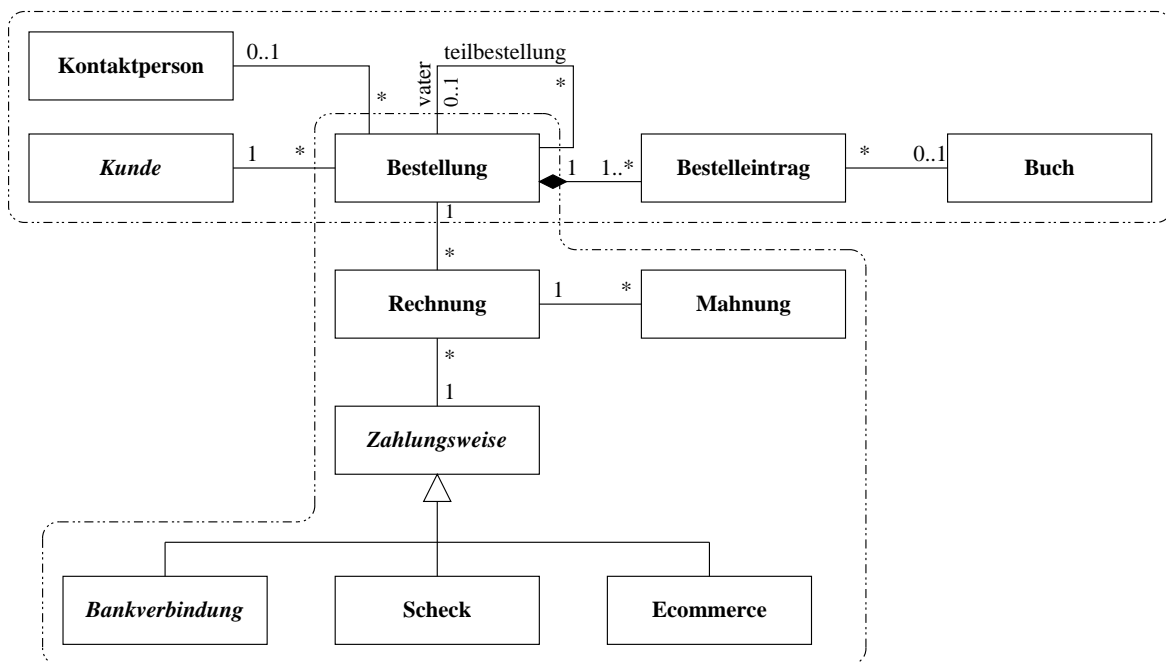 teilbestellung
Kontaktperson
0..1
*
vater
0..1
*
Kunde
1
*
Bestellung
1
1..*
Bestelleintrag
*
0..1
Buch
1
*
Rechnung
1
*
Mahnung
*
1
Zahlungsweise
Bankverbindung
Scheck
Ecommerce